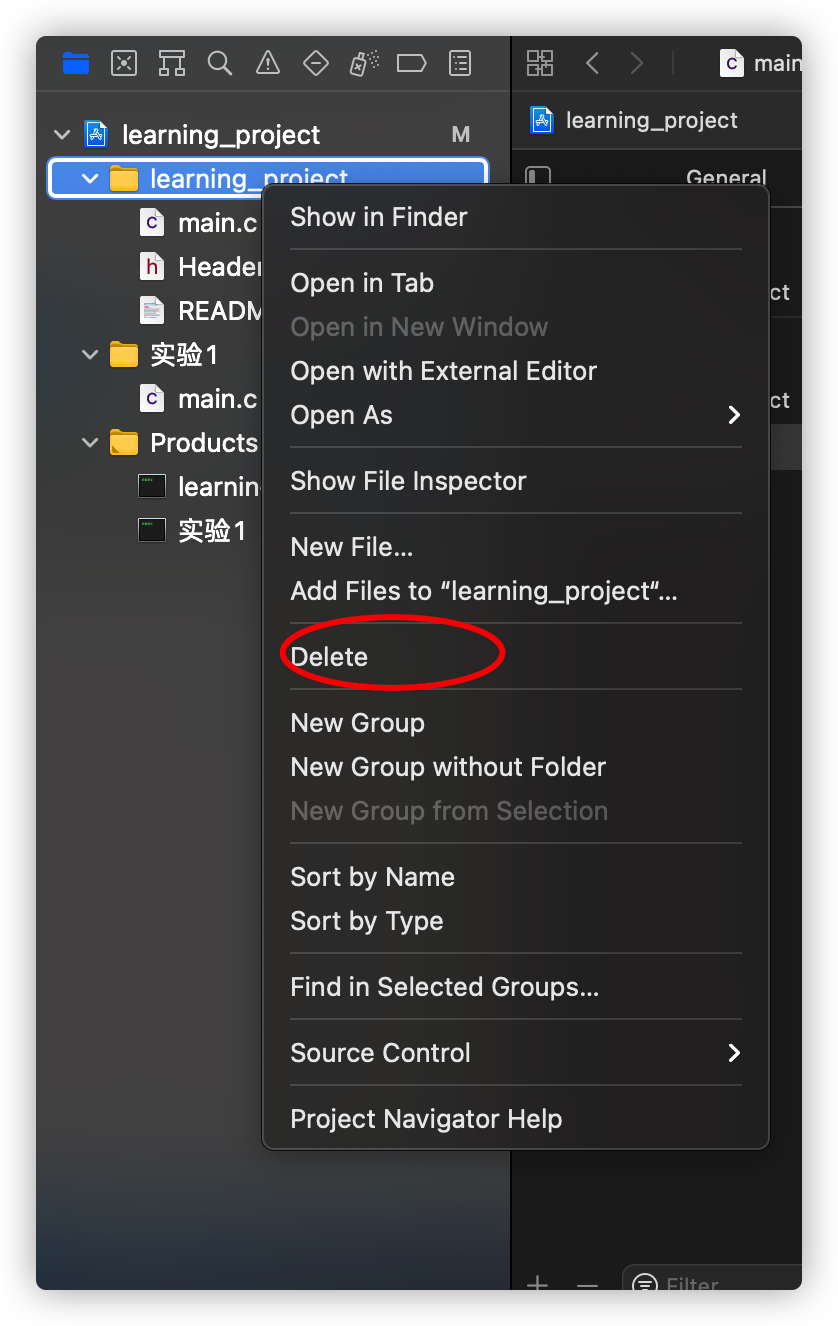 main
learning_project M
learning_project
learning_project
General
main.c
Header
README
实验1
main.c
Products
learnin
实验1
Show in Finder
Open in Tab
Open in New Window
Open with External Editor
Open As
Show File Inspector
New File...
Add Files to “learning_project“...
Delete
New Group
New Group without Folder
New Group from Selection
Sort by Name
Sort by Type
Find in Selected Groups...
Source Control
Project Navigator Help
ct
ct
Filter